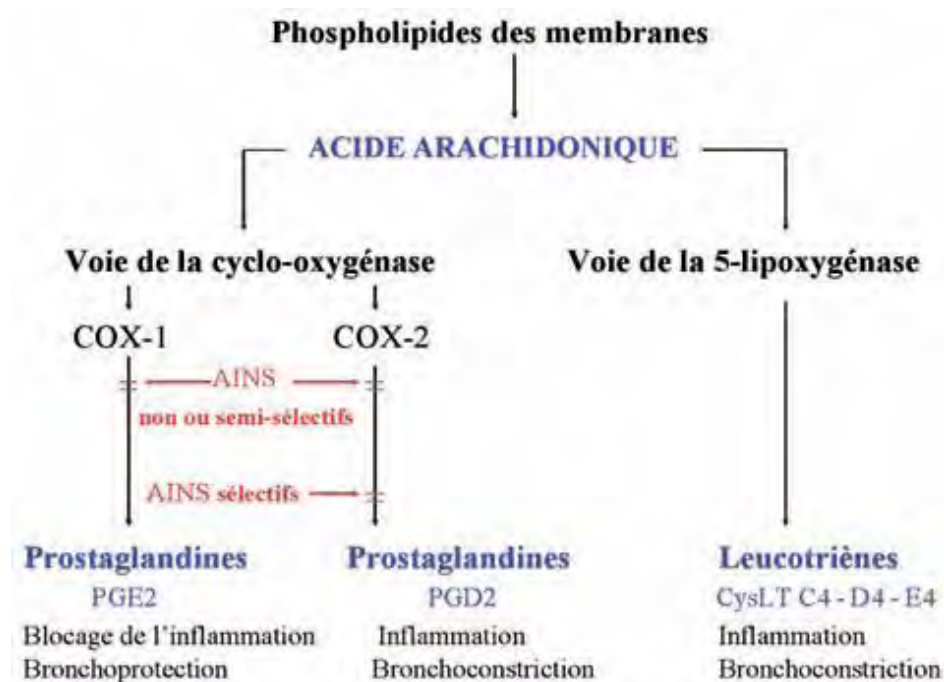 Phospholipides des membranes
ACIDE ARACHIDONIQUE
Voie de la cyclo-oxygénase
Voie de la 5-lipoxygénase
COX-1
COX-2
AINS
non ou semi-sélectifs
AINS sélectifs
Prostaglandines
PGE2
Blocage de l'inflammation
Bronchoprotection
Prostaglandines
PGD2
Inflammation
Bronchoconstriction
Leucotriènes
CysLT C4 - D4 - E4
Inflammation
Bronchoconstriction